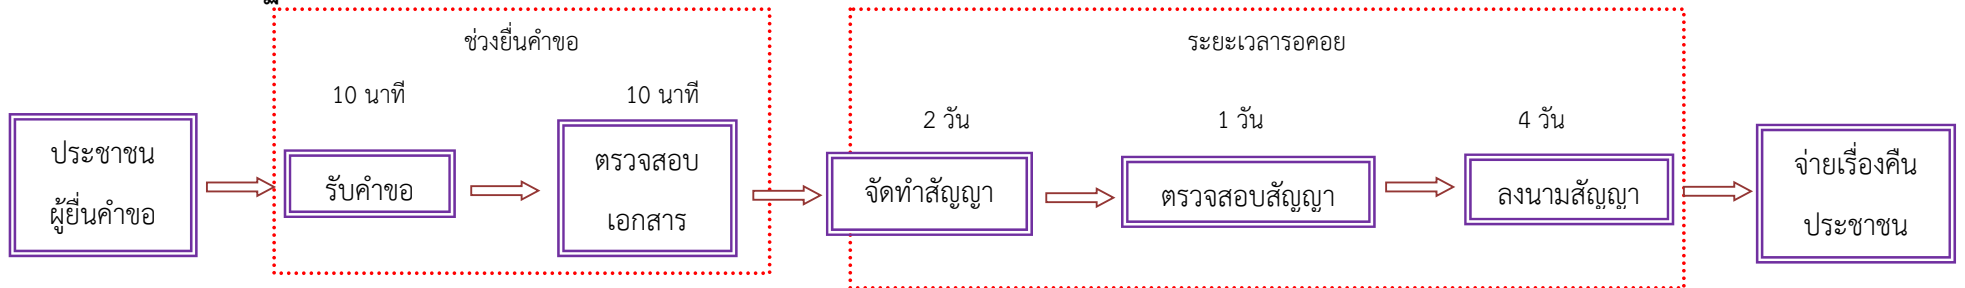 ช่วงยื่นคำขอ
ระยะเวลารอคอย
10 นาที
10 นาที
2 วัน
1 วัน
4 วัน
ประชาชน
ผู้ยื่นคำขอ
รับคำขอ
ตรวจสอบ
เอกสาร
จัดทำสัญญา
ตรวจสอบสัญญา
ลงนามสัญญา
จ่ายเรื่องคืน
ประชาชน